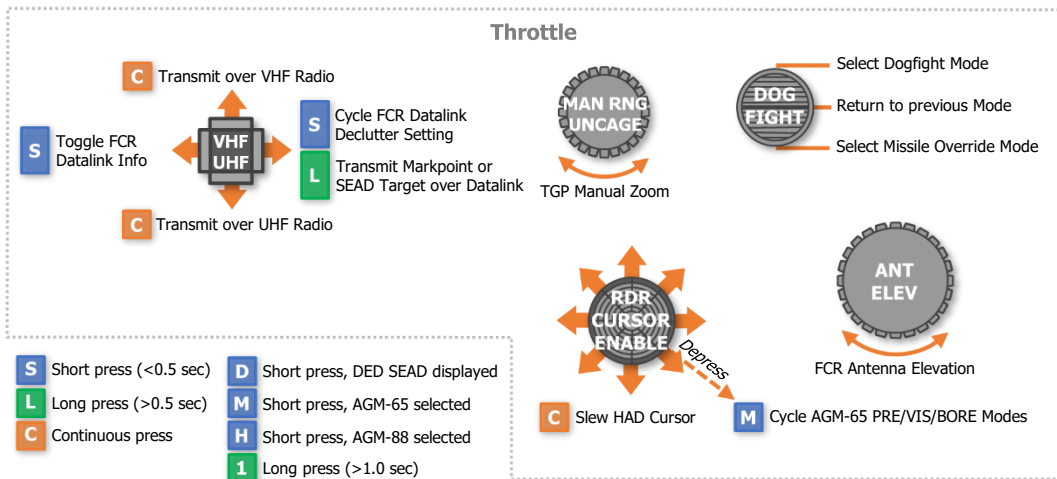 Throttle
C Transmit over VHF Radio
S Toggle FCR
Datalink Info
VHF
UHF
S Cycle FCR Datalink
Declutter Setting
L Transmit Markpoint or
SEAD Target over Datalink
C Transmit over UHF Radio
MAN RNG
UNCAGE
TGP Manual Zoom
DOG
FIGHT
Select Dogfight Mode
Return to previous Mode
Select Missile Override Mode
RDR
CURSOR
ENABLE
Depress
C Slew HAD Cursor
M Cycle AGM-65 PRE/VIS/BORE Modes
ANT
ELEV
FCR Antenna Elevation
S Short press (<0.5 sec)
L Long press (>0.5 sec)
C Continuous press
D Short press, DED SEAD displayed
M Short press, AGM-65 selected
H Short press, AGM-88 selected
1 Long press (>1.0 sec)